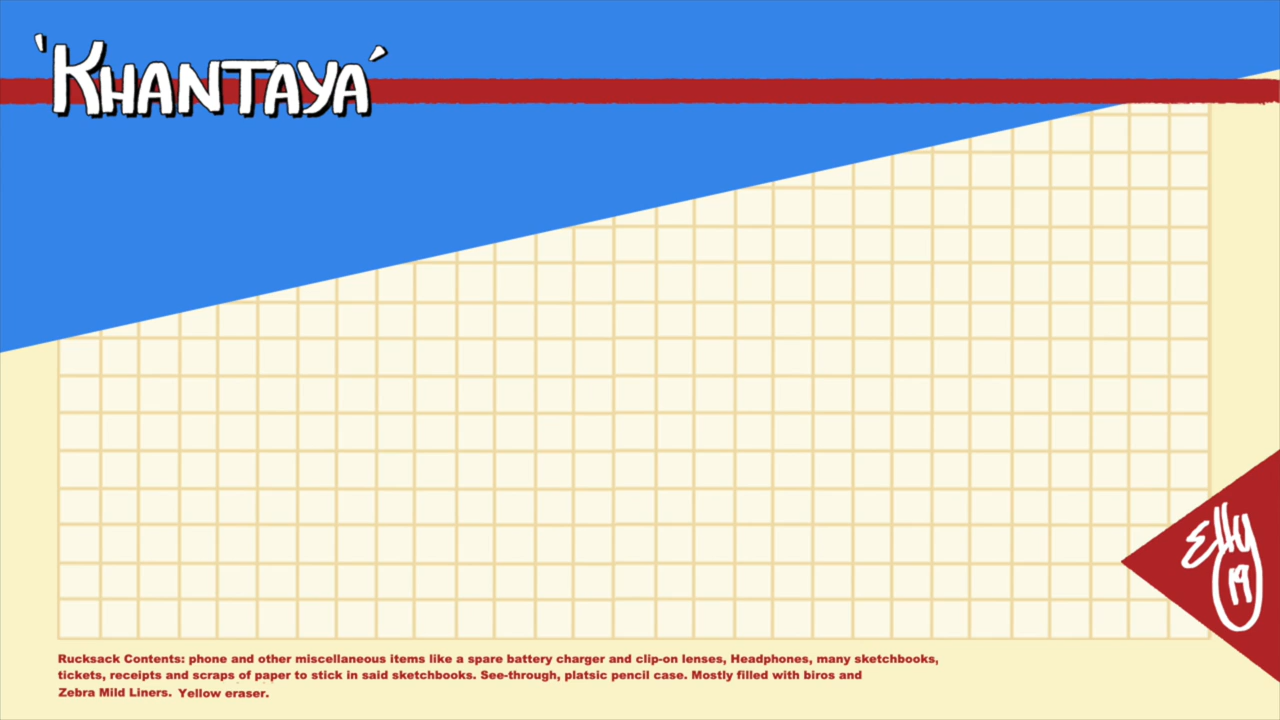 'KHANTAYA'
Rucksack Contents: phone and other miscellaneous items like a spare battery charger and clip-on lenses, Headphones, many sketchbooks,
tickets, receipts and scraps of paper to stick in said sketchbooks. See-through, platsic pencil case. Mostly filled with biros and
Zebra Mild Liners. Yellow eraser.
Elly
19